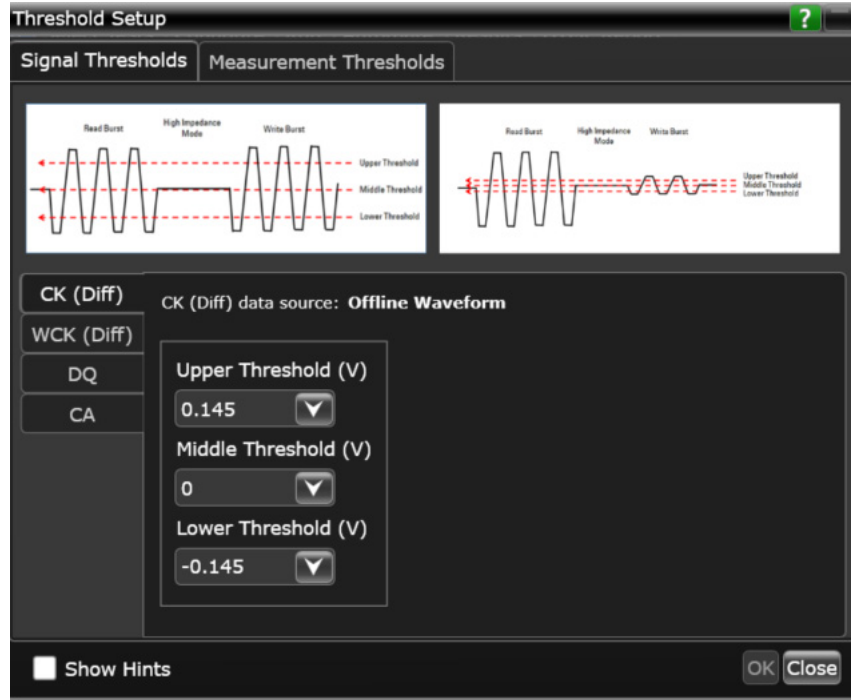 Threshold Setup
?
Signal Thresholds
Measurement Thresholds
Read Burst
High Impedance
Mode
Write Burst
Upper Threshold
Middle Threshold
Lower Threshold
Read Burst
High Impedance
Mode
Write Burst
Upper Threshold
Middle Threshold
Lower Threshold
CK (Diff)
WCK (Diff)
DQ
CA
CK (Diff) data source: Offline Waveform
Upper Threshold (V)
0.145
Middle Threshold (V)
0
Lower Threshold (V)
-0.145
Show Hints
OK
Close